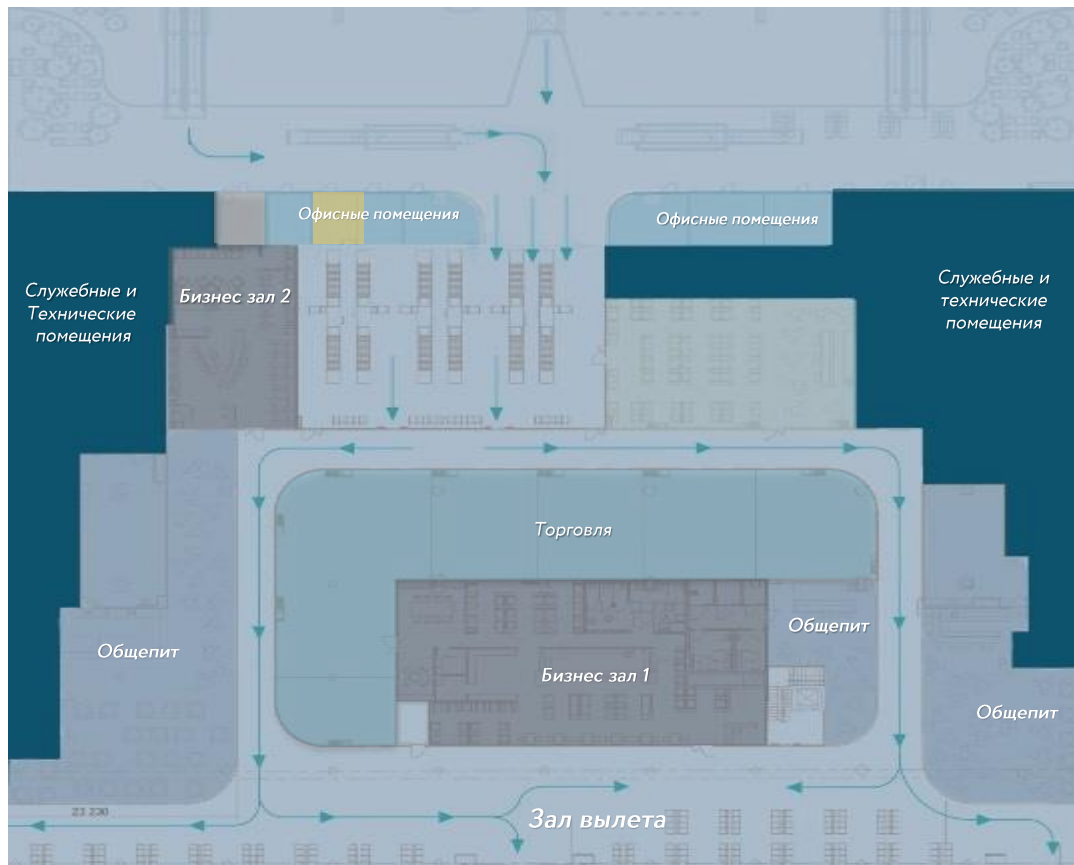 Офисные помещения
Офисные помещения
Служебные и
Технические
помещения
Бизнес зал 2
Служебные и
технические
помещения
Торговля
Общепит
Бизнес зал 1
Общепит
Общепит
Зал вылета